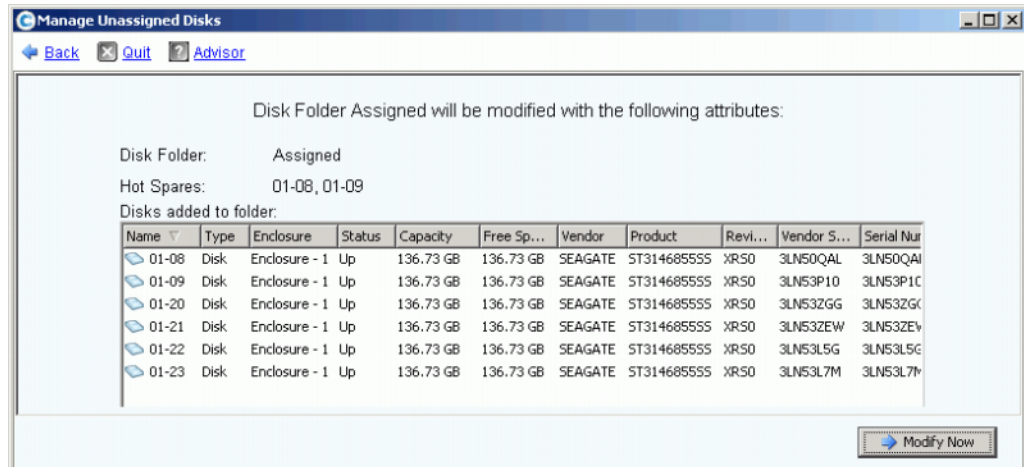 Manage Unassigned Disks
Back Quit Advisor
Disk Folder Assigned will be modified with the following attributes:
Disk Folder: Assigned
Hot Spares: 01-08, 01-09
Disks added to folder:
Name Type Enclosure Status Capacity Free Sp... Vendor Product Revi... Vendor S... Serial Nur
01-08 Disk Enclosure - 1 Up 136.73 GB 136.73 GB SEAGATE ST3146855SS XRS0 3LN50QAL 3LN50QAL
01-09 Disk Enclosure - 1 Up 136.73 GB 136.73 GB SEAGATE ST3146855SS XRS0 3LN53P10 3LN53P10
01-20 Disk Enclosure - 1 Up 136.73 GB 136.73 GB SEAGATE ST3146855SS XRS0 3LN53ZGG 3LN53ZGG
01-21 Disk Enclosure - 1 Up 136.73 GB 136.73 GB SEAGATE ST3146855SS XRS0 3LN53ZEW 3LN53ZEW
01-22 Disk Enclosure - 1 Up 136.73 GB 136.73 GB SEAGATE ST3146855SS XRS0 3LN53L5G 3LN53L5G
01-23 Disk Enclosure - 1 Up 136.73 GB 136.73 GB SEAGATE ST3146855SS XRS0 3LN53L7M 3LN53L7M
Modify Now